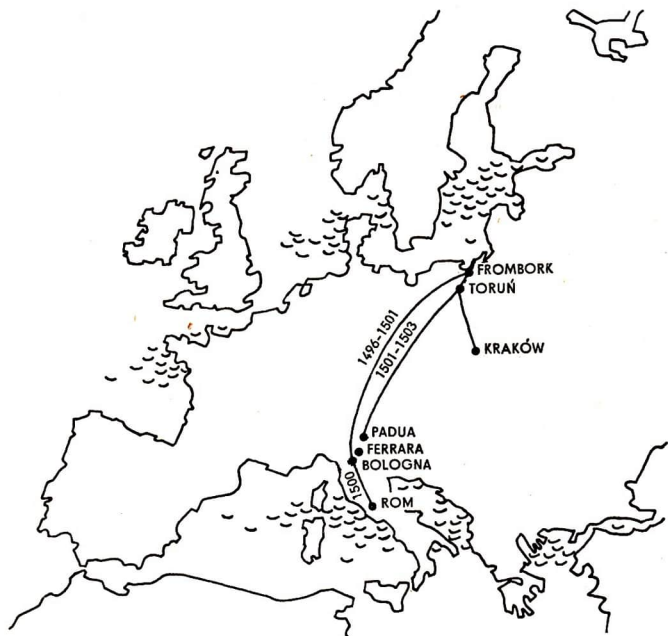 FROMBORK
TORUŃ
1496-1501
1501-1503
KRAKÓW
PADUA
FERRARA
BOLOGNA
1500
ROM